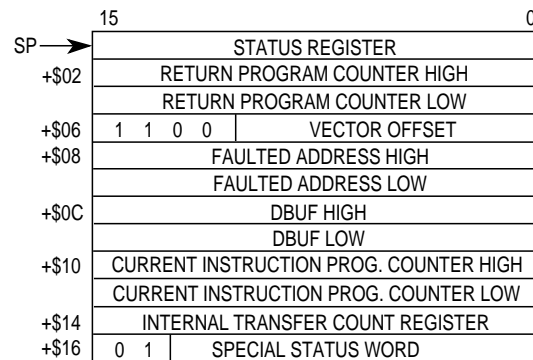 15 0
SP STATUS REGISTER
+$02 RETURN PROGRAM COUNTER HIGH
RETURN PROGRAM COUNTER LOW
+$06 1 1 0 0 VECTOR OFFSET
+$08 FAULTED ADDRESS HIGH
FAULTED ADDRESS LOW
+$0C DBUF HIGH
DBUF LOW
+$10 CURRENT INSTRUCTION PROG. COUNTER HIGH
CURRENT INSTRUCTION PROG. COUNTER LOW
+$14 INTERNAL TRANSFER COUNT REGISTER
+$16 0 1 SPECIAL STATUS WORD